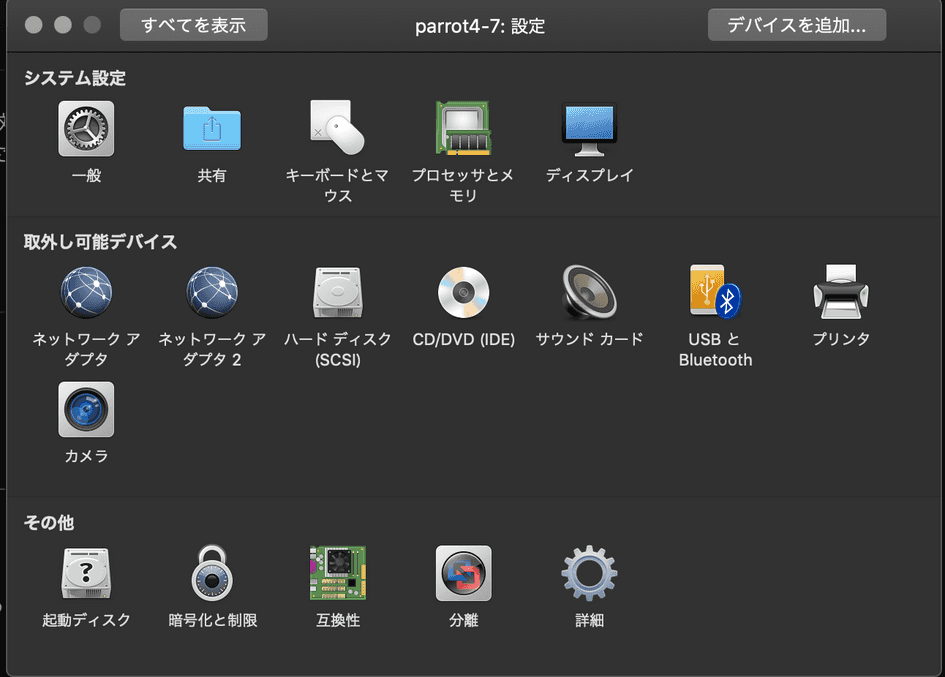 すべてを表示
parrot4-7: 設定
デバイスを追加...
システム設定
一般
共有
キーボードとマ
ウス
プロセッサとメ
モリ
ディスプレイ
取外し可能デバイス
ネットワーク ア
ダプタ
ネットワーク ア
ダプタ 2
ハード ディスク
(SCSI)
CD/DVD (IDE)
サウンド カード
USB と
Bluetooth
プリンタ
カメラ
その他
起動ディスク
暗号化と制限
互換性
分離
詳細